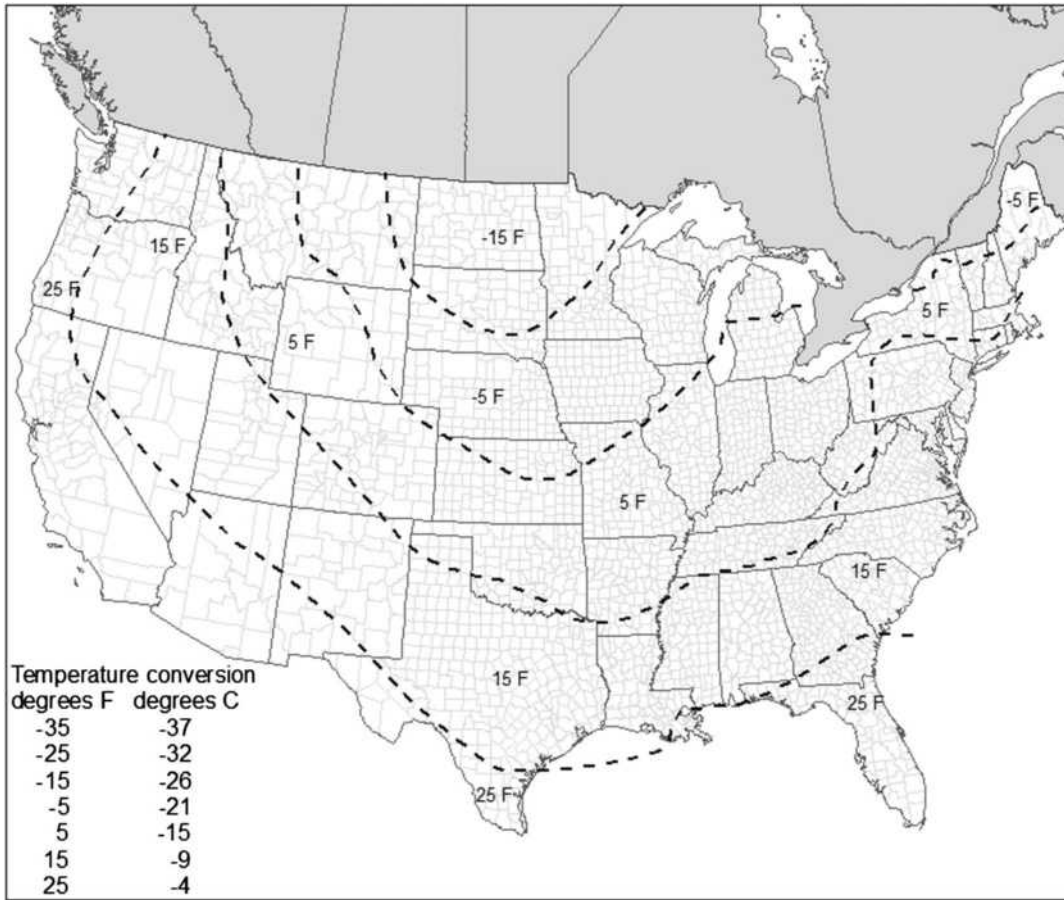 -5 F
-15 F
15 F
25 F
5 F
5 F
-5 F
5 F
15 F
15 F
25 F
25 F
Temperature conversion
degrees F degrees C
-35 -37
-25 -32
-15 -26
-5 -21
5 -15
15 -9
25 -4